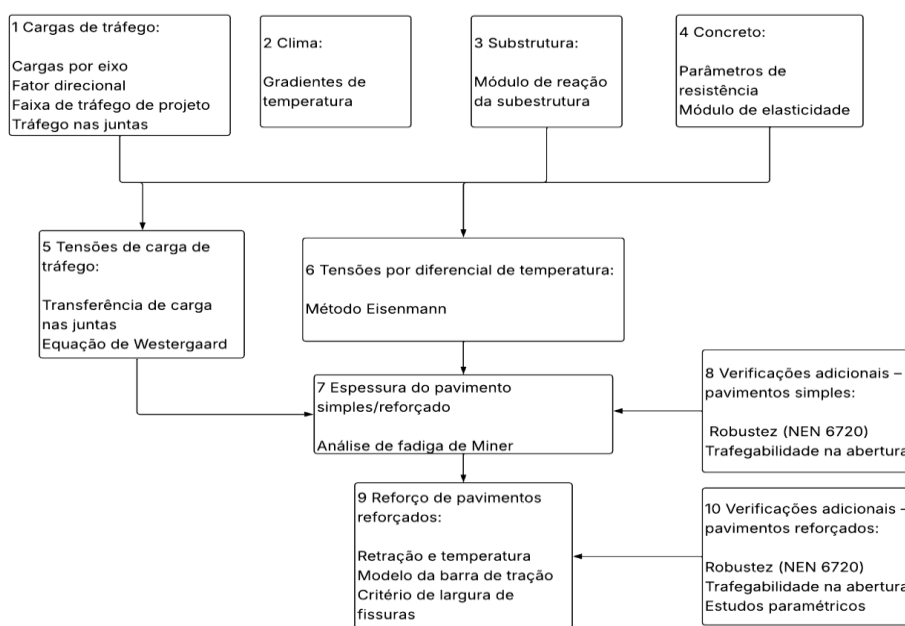 1 Cargas de tráfego:
Cargas por eixo
Fator direcional
Faixa de tráfego de projeto
Tráfego nas juntas
2 Clima:
Gradientes de
temperatura
3 Substrutura:
Módulo de reação
da subestrutura
4 Concreto:
Parâmetros de
resistência
Módulo de elasticidade
5 Tensões de carga de
tráfego:
Transferência de carga
nas juntas
Equação de Westergaard
6 Tensões por diferencial de temperatura:
Método Eisenmann
7 Espessura do pavimento
simples/reforçado
Análise de fadiga de Miner
8 Verificações adicionais –
pavimentos simples:
Robustez (NEN 6720)
Trafegabilidade na abertura
9 Reforço de pavimentos
reforçados:
Retração e temperatura
Modelo da barra de tração
Critério de largura de
fissuras
10 Verificações adicionais –
pavimentos reforçados:
Robustez (NEN 6720)
Trafegabilidade na abertura
Estudos paramétricos